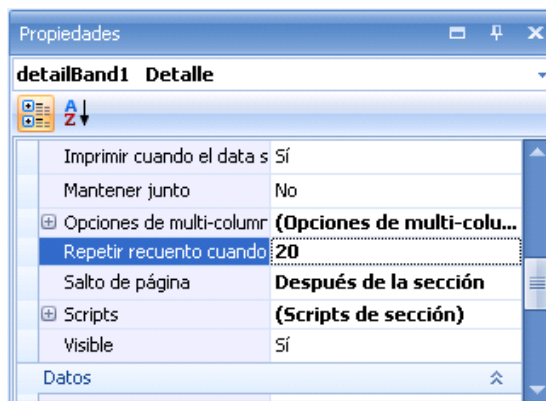 Propiedades
detailBand1 Detalle
Imprimir cuando el data s Sí
Mantener junto No
Opciones de multi-columr (Opciones de multi-colu...
Repetir recuento cuando 20
Salto de página Después de la sección
Scripts (Scripts de sección)
Visible Sí
Datos